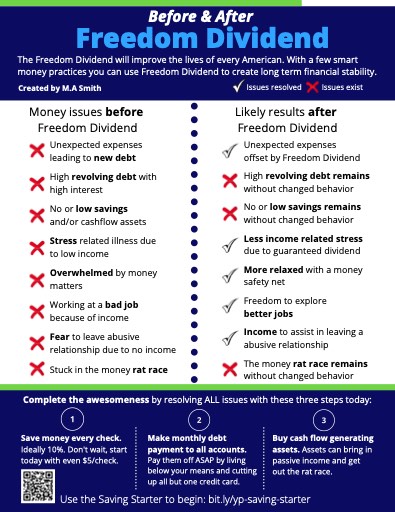 Before & After
Freedom Dividend
The Freedom Dividend will improve the lives of every American. With a few smart
money practices you can use Freedom Dividend to create long term financial stability.
Created by M.A Smith
Issues resolved
Issues exist
Money issues before
Freedom Dividend
Unexpected expenses
leading to new debt
High revolving debt with
high interest
No or low savings
and/or cashflow assets
Stress related illness due
to low income
Overwhelmed by money
matters
Working at a bad job
because of income
Fear to leave abusive
relationship due to no income
Stuck in the money rat race
Likely results after
Freedom Dividend
Unexpected expenses
offset by Freedom Dividend
High revolving debt remains
without changed behavior
No or low savings remains
without changed behavior
Less income related stress
due to guaranteed dividend
More relaxed with a money
safety net
Freedom to explore
better jobs
Income to assist in leaving a
abusive relationship
The money rat race remains
without changed behavior
Complete the awesomeness by resolving ALL issues with these three steps today:
1
Save money every check.
Ideally 10%. Don't wait, start
today with even $5/check.
2
Make monthly debt
payment to all accounts.
Pay them off ASAP by living
below your means and cutting
up all but one credit card.
3
Buy cash flow generating
assets. Assets can bring in
passive income and get
out the rat race.
Use the Saving Starter to begin: bit.ly/yp-saving-starter